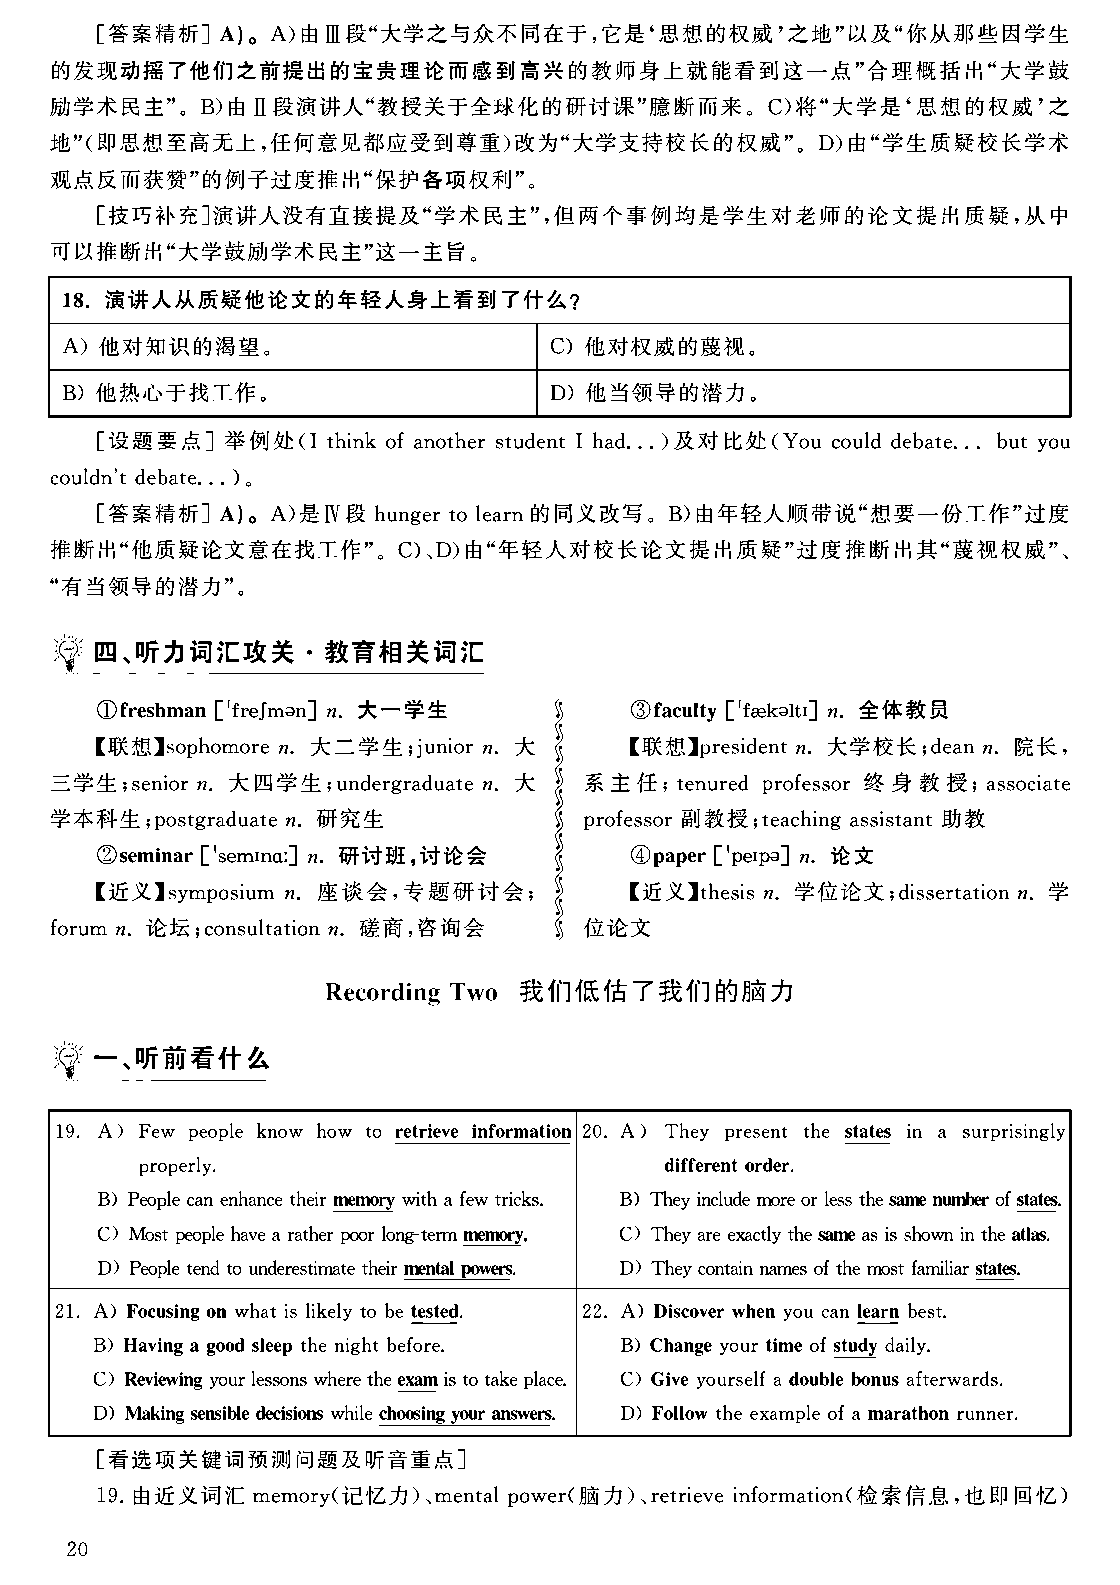 [答案精析] A)。A)由Ⅲ段“大学之与众不同在于,它是‘思想的权威’之地”以及“你从那些因学生
的发现动摇了他们之前提出的宝贵理论而感到高兴的教师身上就能看到这一点”合理概括出“大学鼓
励学术民主”。B)由Ⅱ段演讲人“教授关于全球化的研讨课”臆断而来。C)将“大学是‘思想的权威’之
地”(即思想至高无上,任何意见都应受到尊重)改为“大学支持校长的权威”。D)由“学生质疑校长学术
观点反而获赞”的例子过度推出“保护各项权利”。
[技巧补充]演讲人没有直接提及“学术民主”,但两个事例均是学生对老师的论文提出质疑,从中
可以推断出“大学鼓励学术民主”这一主旨。
18. 演讲人从质疑他论文的年轻人身上看到了什么?
A) 他对知识的渴望。 C) 他对权威的蔑视。
B) 他热心于找工作。 D) 他当领导的潜力。
[设题要点] 举例处(I think of another student I had...)及对比处(You could debate... but you
couldn't debate...)。
[答案精析] A)。A)是Ⅳ段 hunger to learn 的同义改写。B)由年轻人顺带说“想要一份工作”过度
推断出“他质疑论文意在找工作”。C)、D)由“年轻人对校长论文提出质疑”过度推断出其“蔑视权威”、
“有当领导的潜力”。
四、听力词汇攻关·教育相关词汇
①freshman [ˈfreʃmən] n. 大一学生
【联想】sophomore n. 大二学生;junior n. 大
三学生;senior n. 大四学生;undergraduate n. 大
学本科生;postgraduate n. 研究生
②seminar [ˈsemɪnɑː] n. 研讨班,讨论会
【近义】symposium n. 座谈会,专题研讨会;
forum n. 论坛;consultation n. 磋商,咨询会
③faculty [ˈfækəltɪ] n. 全体教员
【联想】president n. 大学校长;dean n. 院长,
系主任; tenured professor 终身教授; associate
professor 副教授;teaching assistant 助教
④paper [ˈpeɪpə] n. 论文
【近义】thesis n. 学位论文;dissertation n. 学
位论文
Recording Two 我们低估了我们的脑力
一、听前看什么
19. A) Few people know how to retrieve information
properly.
B) People can enhance their memory with a few tricks.
C) Most people have a rather poor long-term memory.
D) People tend to underestimate their mental powers.
20. A) They present the states in a surprisingly
different order.
B) They include more or less the same number of states.
C) They are exactly the same as is shown in the atlas.
D) They contain names of the most familiar states.
21. A) Focusing on what is likely to be tested.
B) Having a good sleep the night before.
C) Reviewing your lessons where the exam is to take place.
D) Making sensible decisions while choosing your answers.
22. A) Discover when you can learn best.
B) Change your time of study daily.
C) Give yourself a double bonus afterwards.
D) Follow the example of a marathon runner.
[看选项关键词预测问题及听音重点]
19. 由近义词汇 memory(记忆力)、mental power(脑力)、retrieve information(检索信息,也即回忆)
20